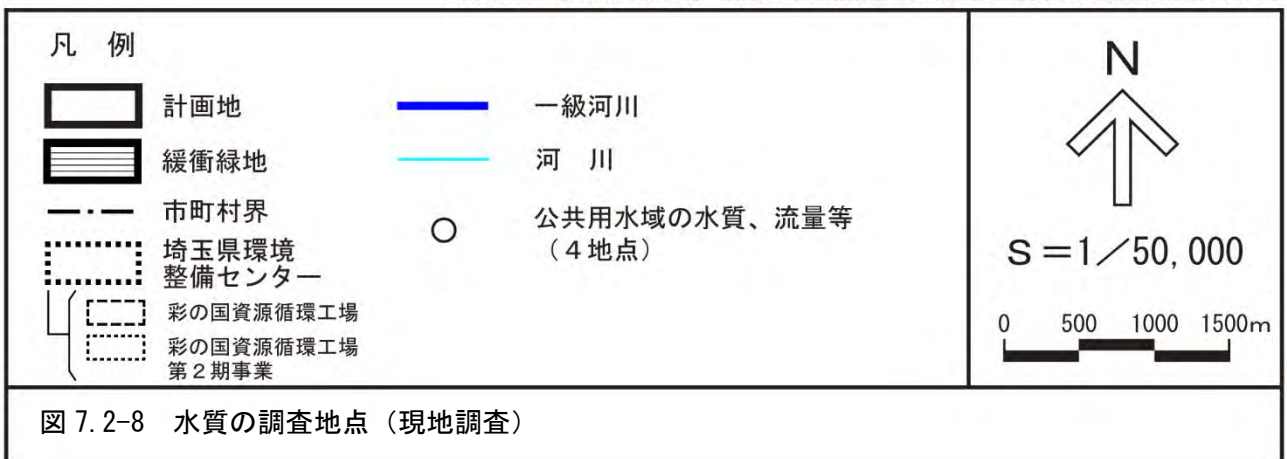 凡 例
計画地
緩衝緑地
市町村界
埼玉県環境
整備センター
彩の国資源循環工場
彩の国資源循環工場
第2期事業
一級河川
河 川
公共用水域の水質、流量等
(4地点)
N
S=1/50,000
0 500 1000 1500m
図 7.2-8 水質の調査地点(現地調査)